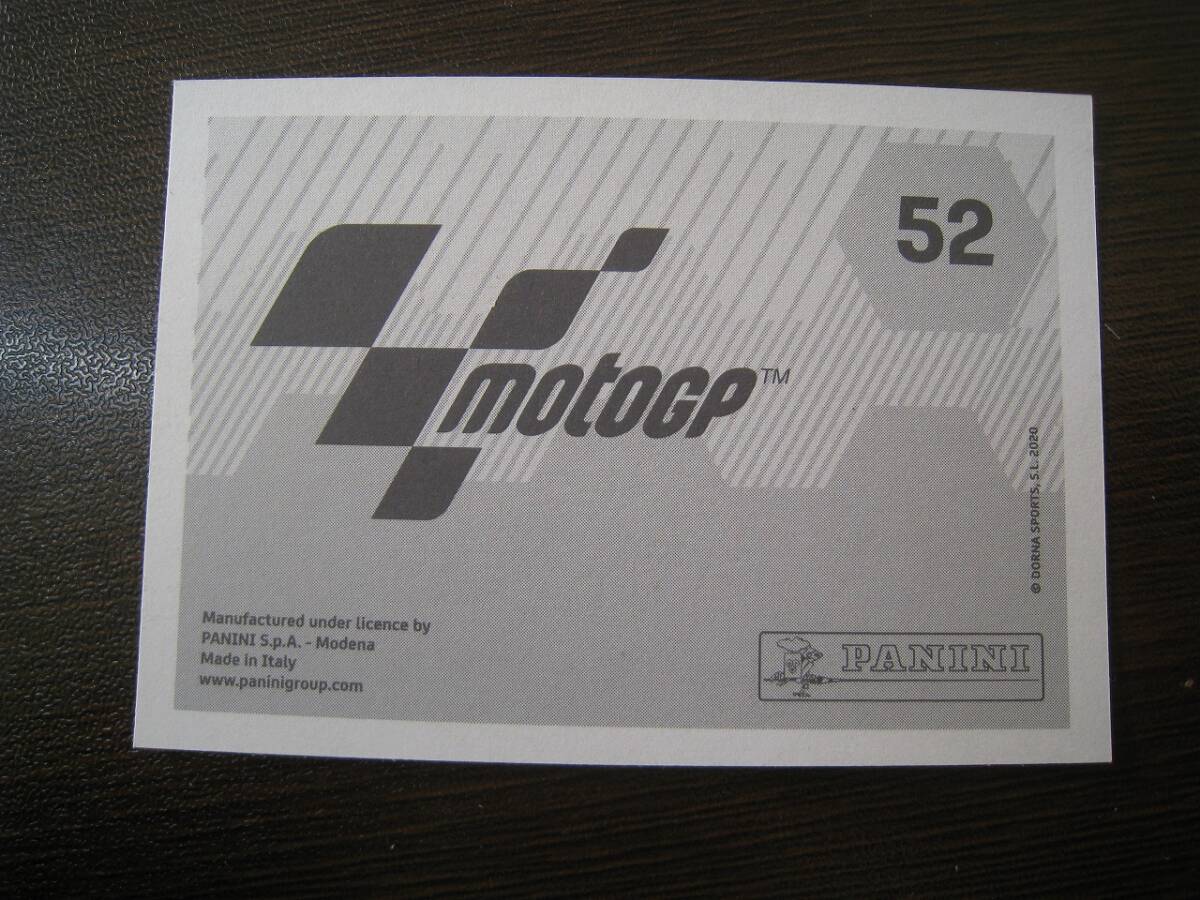 52
motoGP™
© DORNA SPORTS, S.L. 2020
Manufactured under licence by
PANINI S.p.A. - Modena
Made in Italy
www.paninigroup.com
PANINI